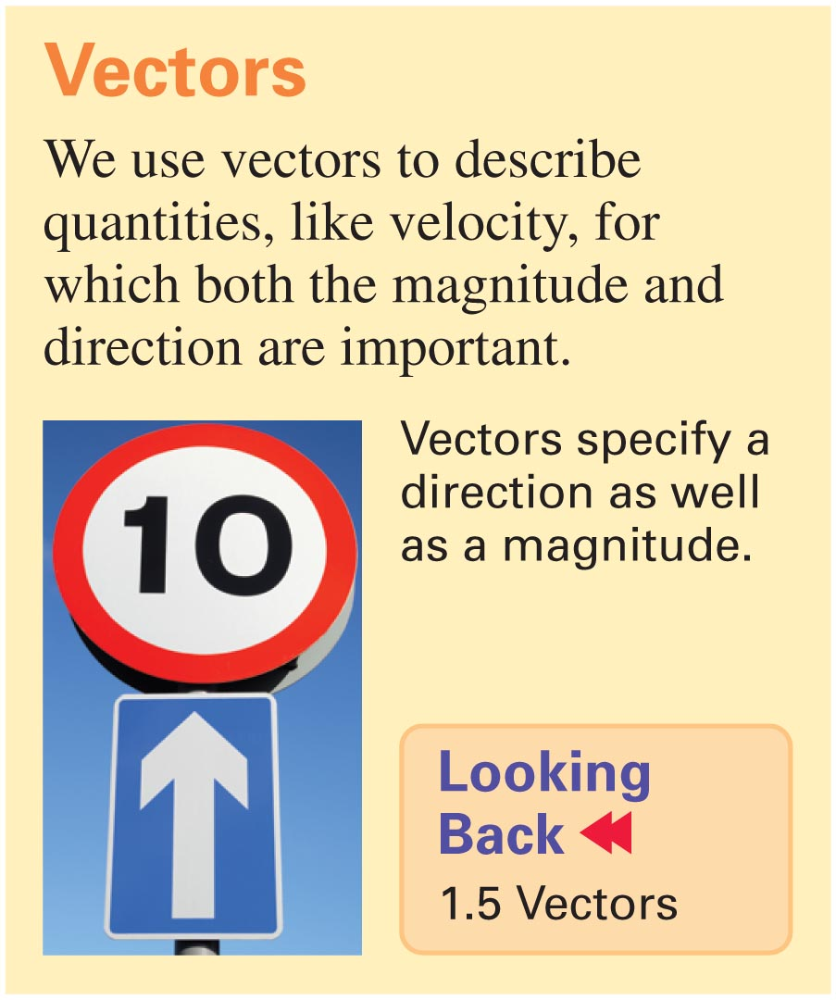 Vectors
We use vectors to describe
quantities, like velocity, for
which both the magnitude and
direction are important.
10
Vectors specify a
direction as well
as a magnitude.
Looking
Back
1.5 Vectors